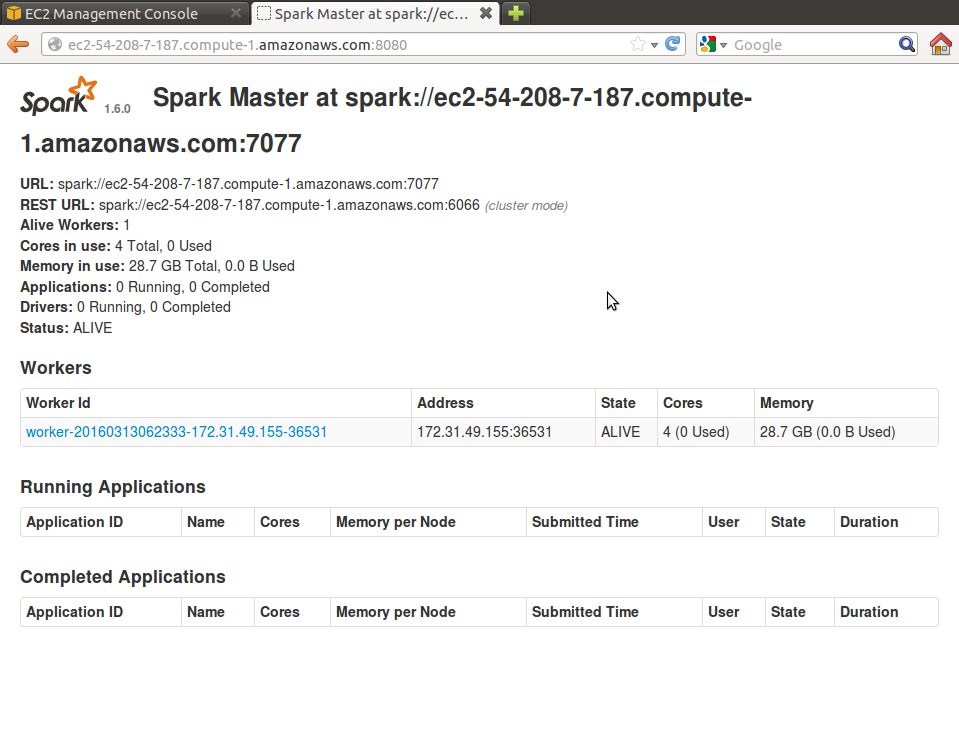 EC2 Management Console
Spark Master at spark://ec...
ec2-54-208-7-187.compute-1.amazonaws.com:8080
Google
Spark 1.6.0
Spark Master at spark://ec2-54-208-7-187.compute-
1.amazonaws.com:7077
URL: spark://ec2-54-208-7-187.compute-1.amazonaws.com:7077
REST URL: spark://ec2-54-208-7-187.compute-1.amazonaws.com:6066 (cluster mode)
Alive Workers: 1
Cores in use: 4 Total, 0 Used
Memory in use: 28.7 GB Total, 0.0 B Used
Applications: 0 Running, 0 Completed
Drivers: 0 Running, 0 Completed
Status: ALIVE
Workers
Worker Id Address State Cores Memory
worker-20160313062333-172.31.49.155-36531 172.31.49.155:36531 ALIVE 4 (0 Used) 28.7 GB (0.0 B Used)
Running Applications
Application ID Name Cores Memory per Node Submitted Time User State Duration
Completed Applications
Application ID Name Cores Memory per Node Submitted Time User State Duration